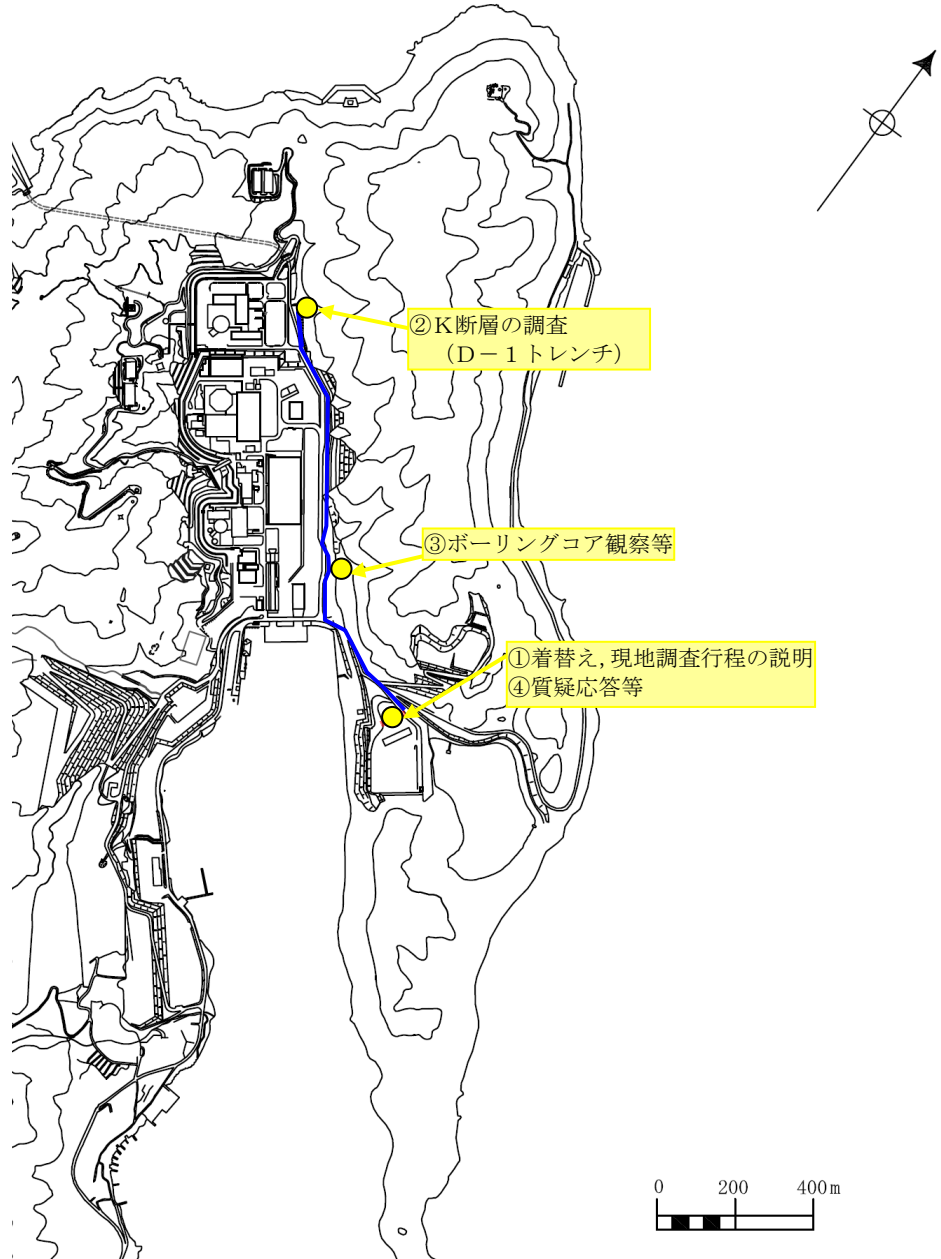 ②K断層の調査
(D－1トレンチ)
③ボーリングコア観察等
①着替え,現地調査行程の説明
④質疑応答等
0 200 400m